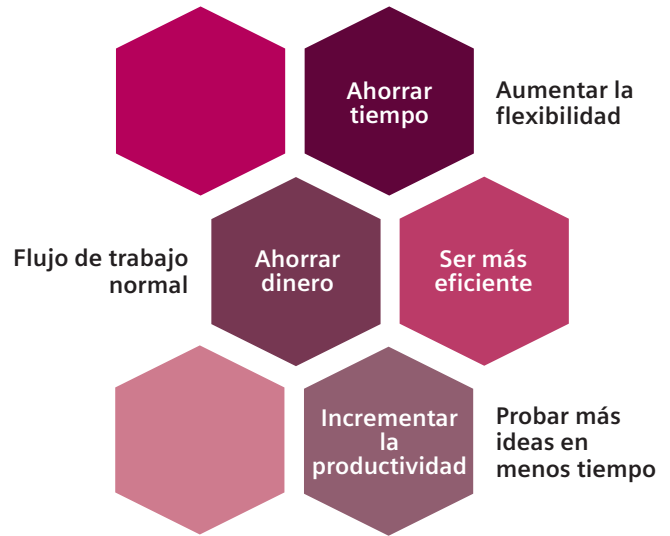 Ahorrar
tiempo
Aumentar la
flexibilidad
Flujo de trabajo
normal
Ahorrar
dinero
Ser más
eficiente
Incrementar
la
productividad
Probar más
ideas en
menos tiempo